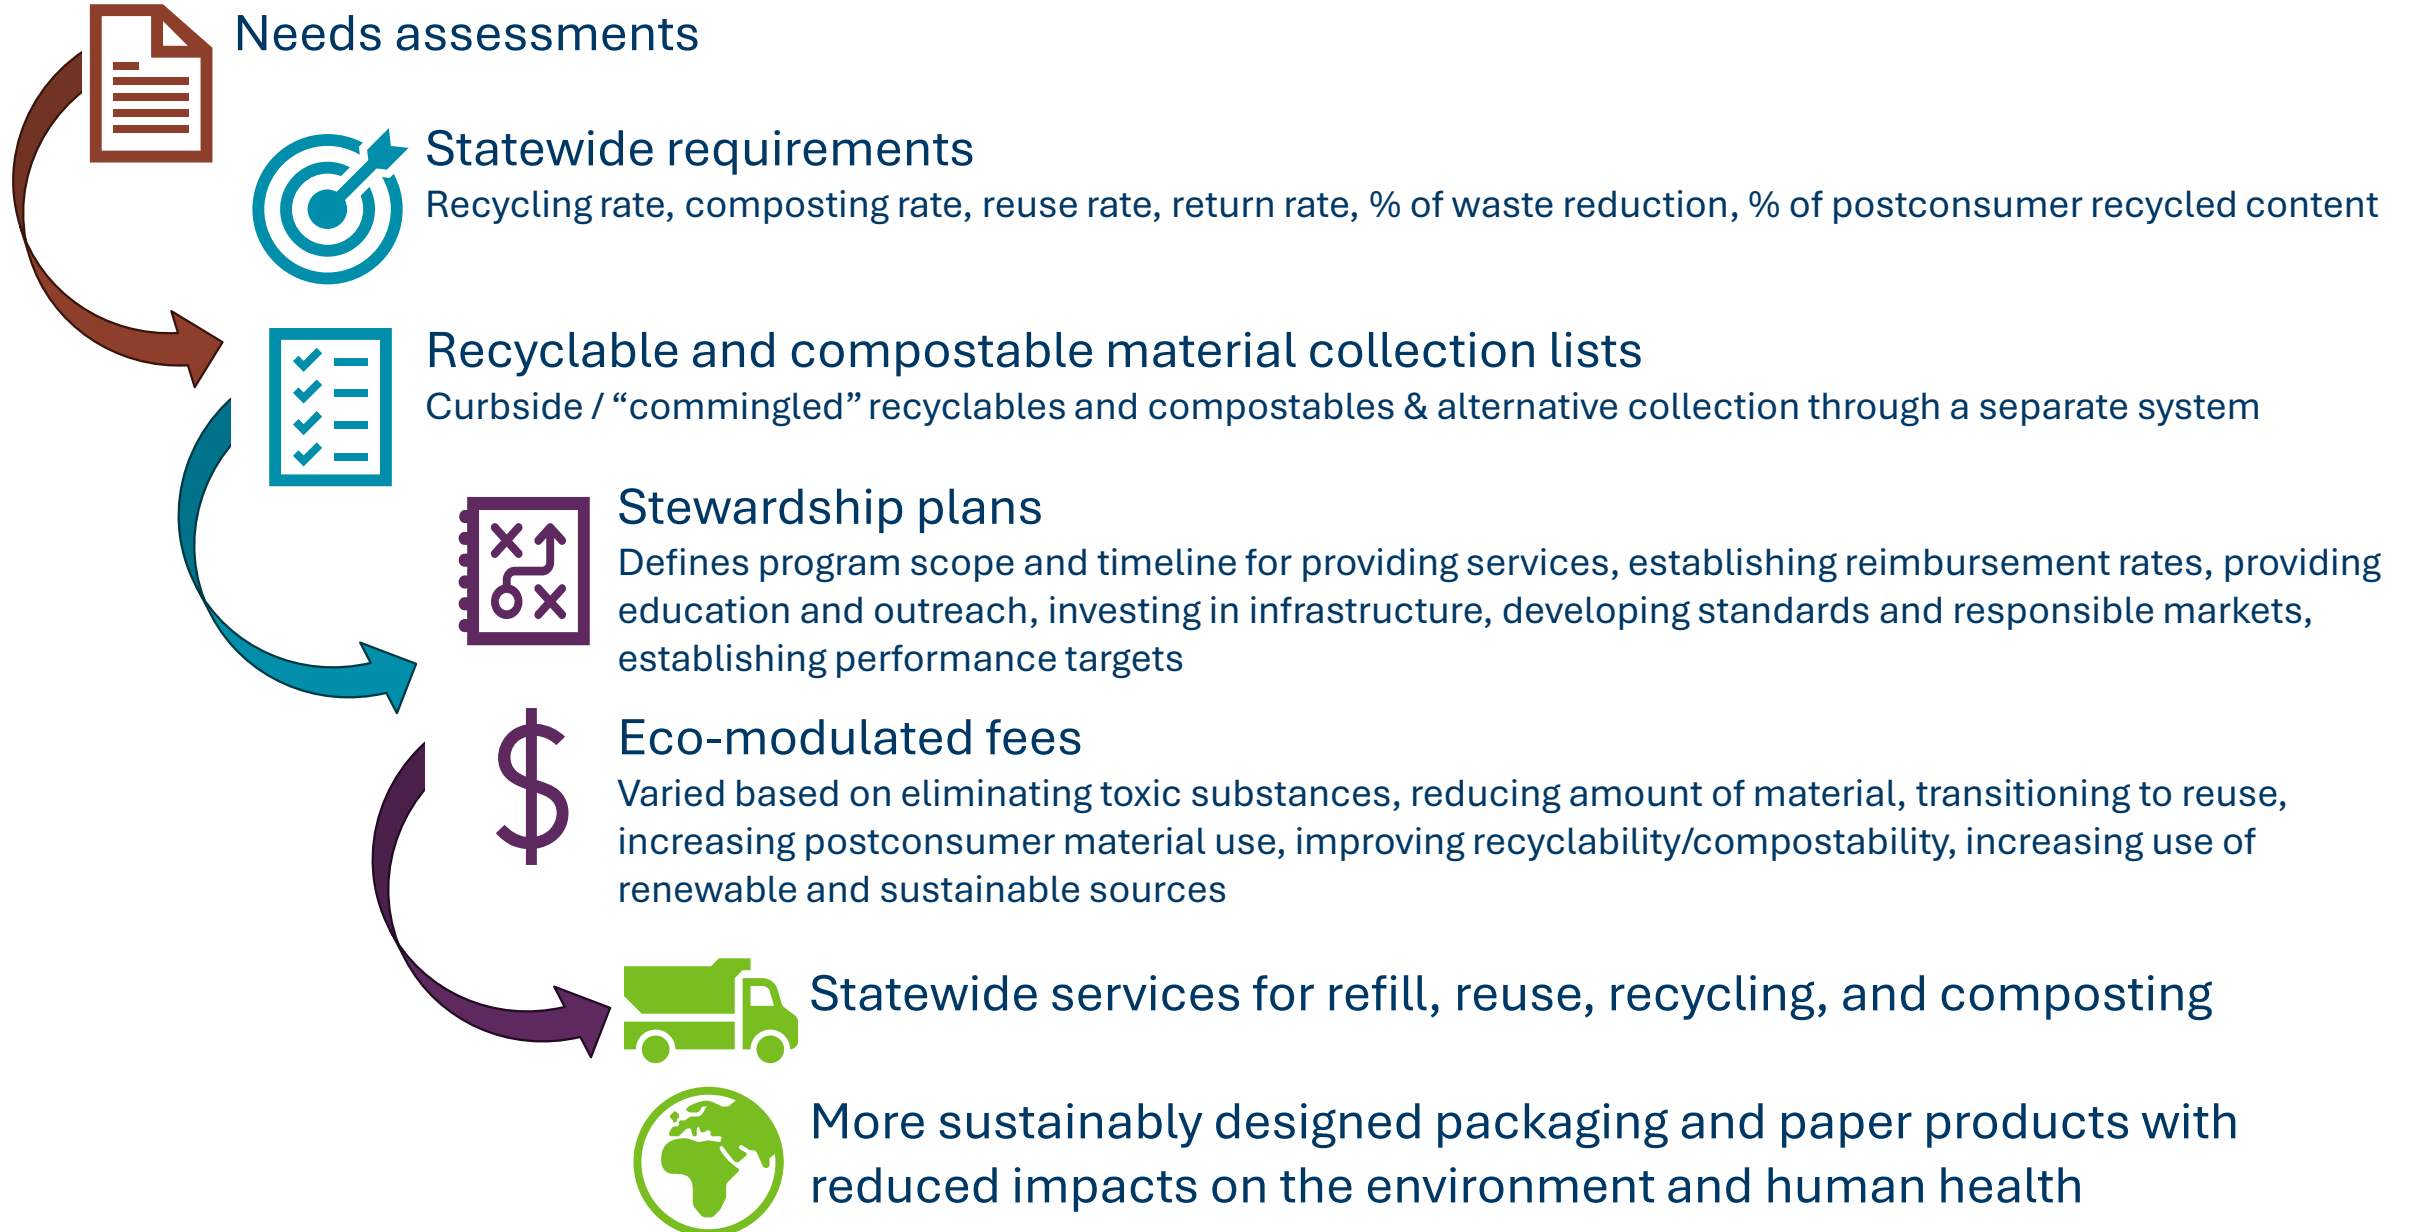 Needs assessments
Statewide requirements
Recycling rate, composting rate, reuse rate, return rate, % of waste reduction, % of postconsumer recycled content
Recyclable and compostable material collection lists
Curbside / “commingled” recyclables and compostables & alternative collection through a separate system
Stewardship plans
Defines program scope and timeline for providing services, establishing reimbursement rates, providing
education and outreach, investing in infrastructure, developing standards and responsible markets,
establishing performance targets
Eco-modulated fees
Varied based on eliminating toxic substances, reducing amount of material, transitioning to reuse,
increasing postconsumer material use, improving recyclability/compostability, increasing use of
renewable and sustainable sources
Statewide services for refill, reuse, recycling, and composting
More sustainably designed packaging and paper products with
reduced impacts on the environment and human health